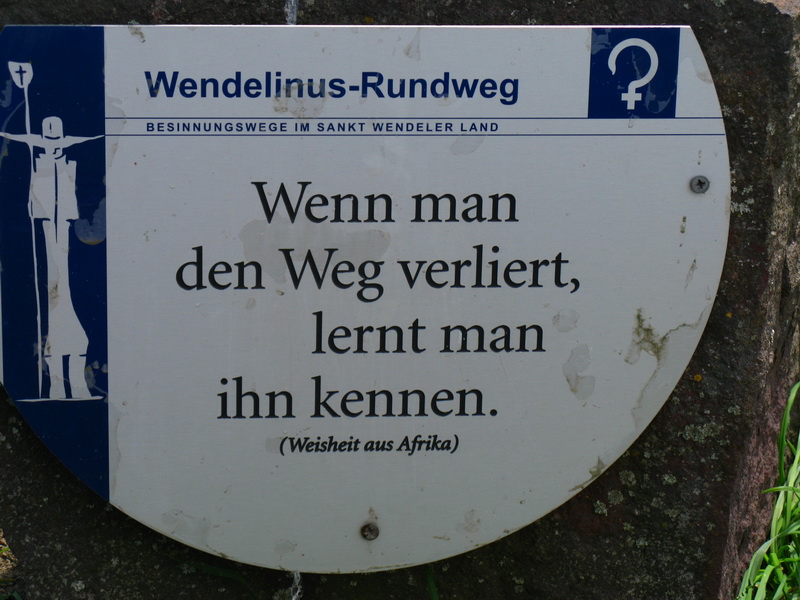 Wendelinus-Rundweg
BESINNUNGSWEGE IM SANKT WENDELER LAND
Wenn man
den Weg verliert,
lernt man
ihn kennen.
(Weisheit aus Afrika)